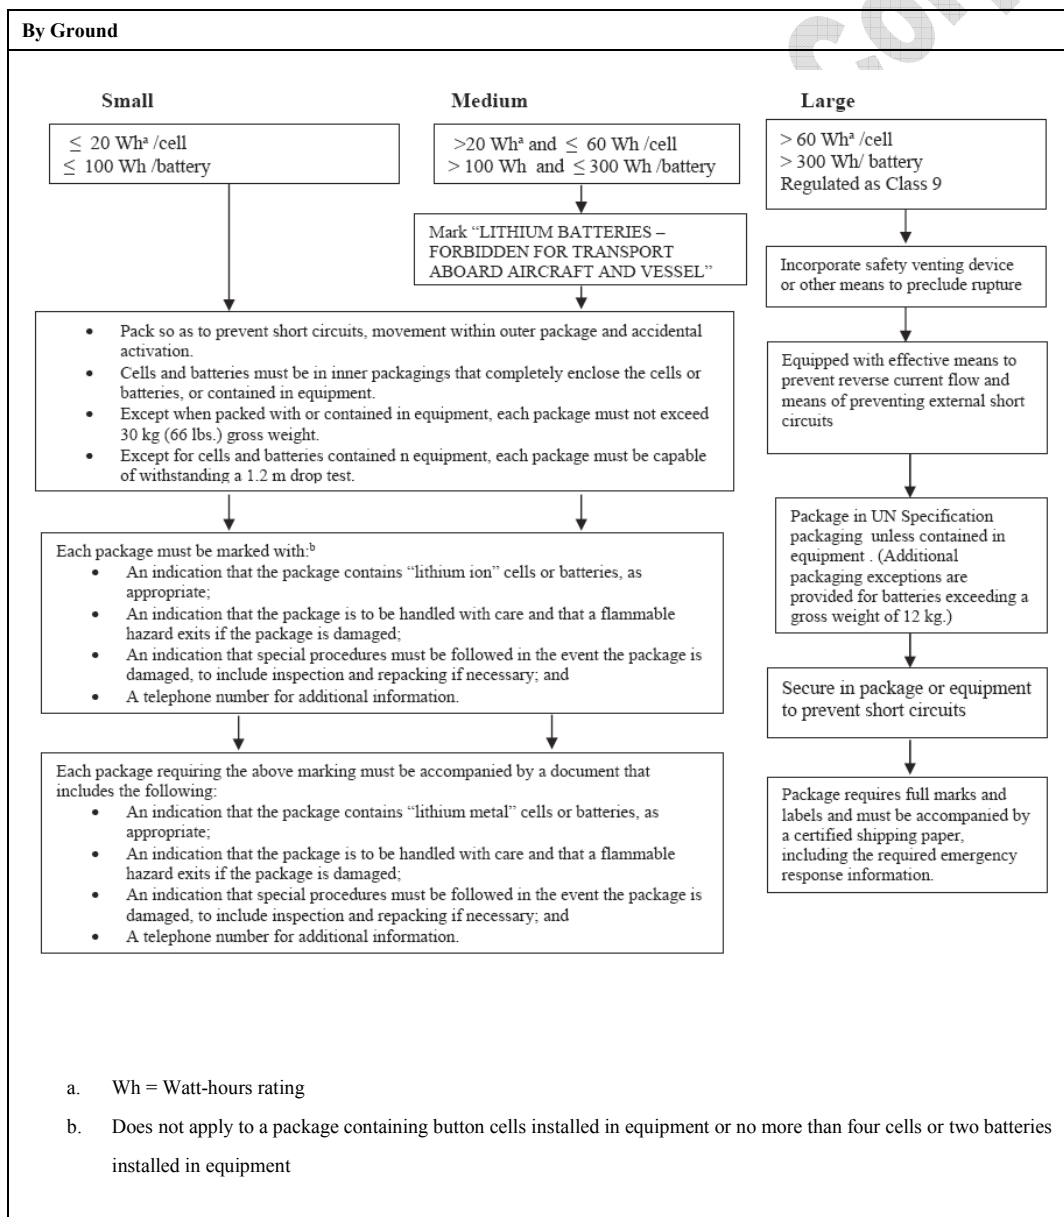 By Ground
Small
≤ 20 Whᵃ /cell
≤ 100 Wh /battery
Medium
>20 Whᵃ and ≤ 60 Wh /cell
> 100 Wh and ≤ 300 Wh /battery
Mark “LITHIUM BATTERIES –
FORBIDDEN FOR TRANSPORT
ABOARD AIRCRAFT AND VESSEL”
• Pack so as to prevent short circuits, movement within outer package and accidental
activation.
• Cells and batteries must be in inner packagings that completely enclose the cells or
batteries, or contained in equipment.
• Except when packed with or contained in equipment, each package must not exceed
30 kg (66 lbs.) gross weight.
• Except for cells and batteries contained n equipment, each package must be capable
of withstanding a 1.2 m drop test.
Each package must be marked with:ᵇ
• An indication that the package contains “lithium ion” cells or batteries, as
appropriate;
• An indication that the package is to be handled with care and that a flammable
hazard exits if the package is damaged;
• An indication that special procedures must be followed in the event the package is
damaged, to include inspection and repacking if necessary; and
• A telephone number for additional information.
Each package requiring the above marking must be accompanied by a document that
includes the following:
• An indication that the package contains “lithium metal” cells or batteries, as
appropriate;
• An indication that the package is to be handled with care and that a flammable
hazard exits if the package is damaged;
• An indication that special procedures must be followed in the event the package is
damaged, to include inspection and repacking if necessary; and
• A telephone number for additional information.
Large
> 60 Whᵃ /cell
> 300 Wh/ battery
Regulated as Class 9
Incorporate safety venting device
or other means to preclude rupture
Equipped with effective means to
prevent reverse current flow and
means of preventing external short
circuits
Package in UN Specification
packaging unless contained in
equipment . (Additional
packaging exceptions are
provided for batteries exceeding a
gross weight of 12 kg.)
Secure in package or equipment
to prevent short circuits
Package requires full marks and
labels and must be accompanied by
a certified shipping paper,
including the required emergency
response information.
a. Wh = Watt-hours rating
b. Does not apply to a package containing button cells installed in equipment or no more than four cells or two batteries
installed in equipment